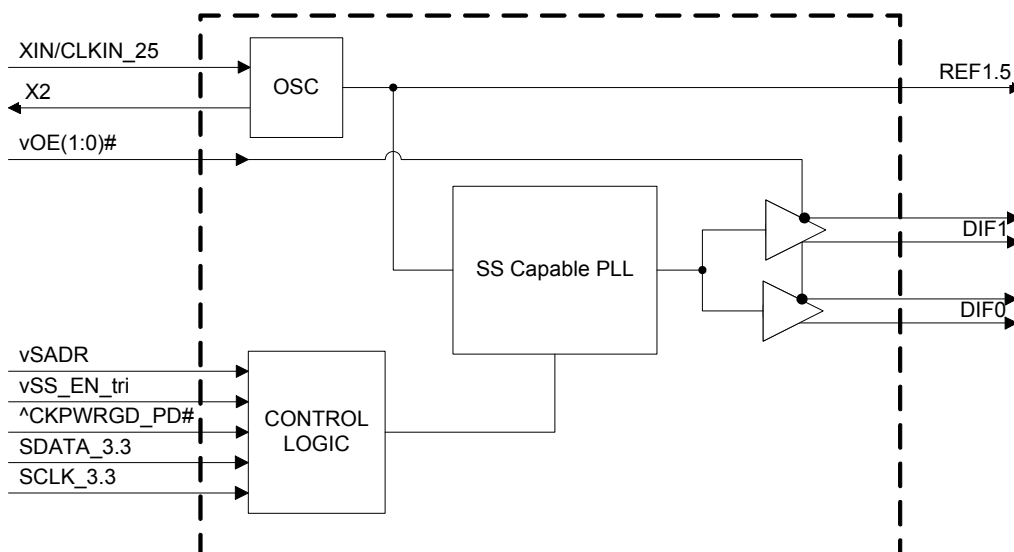 XIN/CLKIN_25
X2
OSC
REF1.5
vOE(1:0)#
SS Capable PLL
DIF1
DIF0
vSADR
vSS_EN_tri
^CKPWRGD_PD#
SDATA_3.3
SCLK_3.3
CONTROL
LOGIC